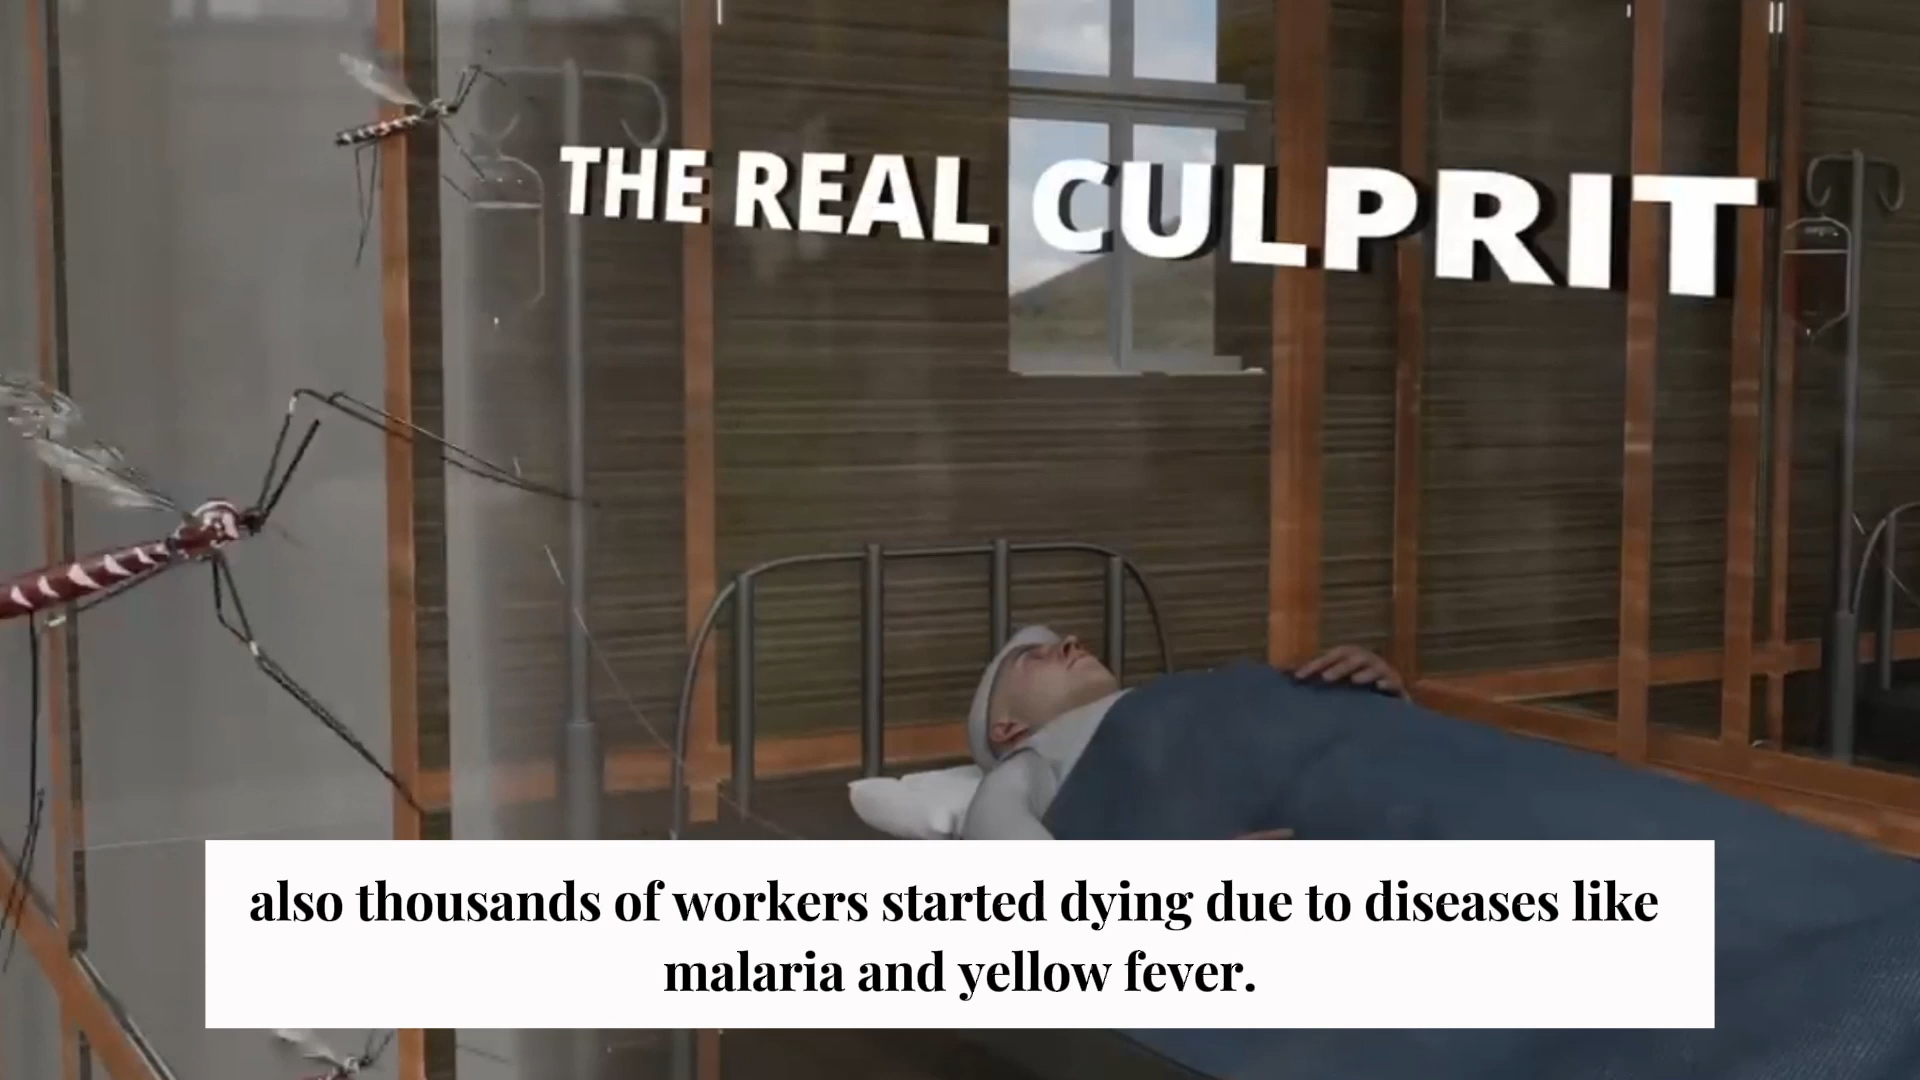 THE REAL CULPRIT
also thousands of workers started dying due to diseases like
malaria and yellow fever.